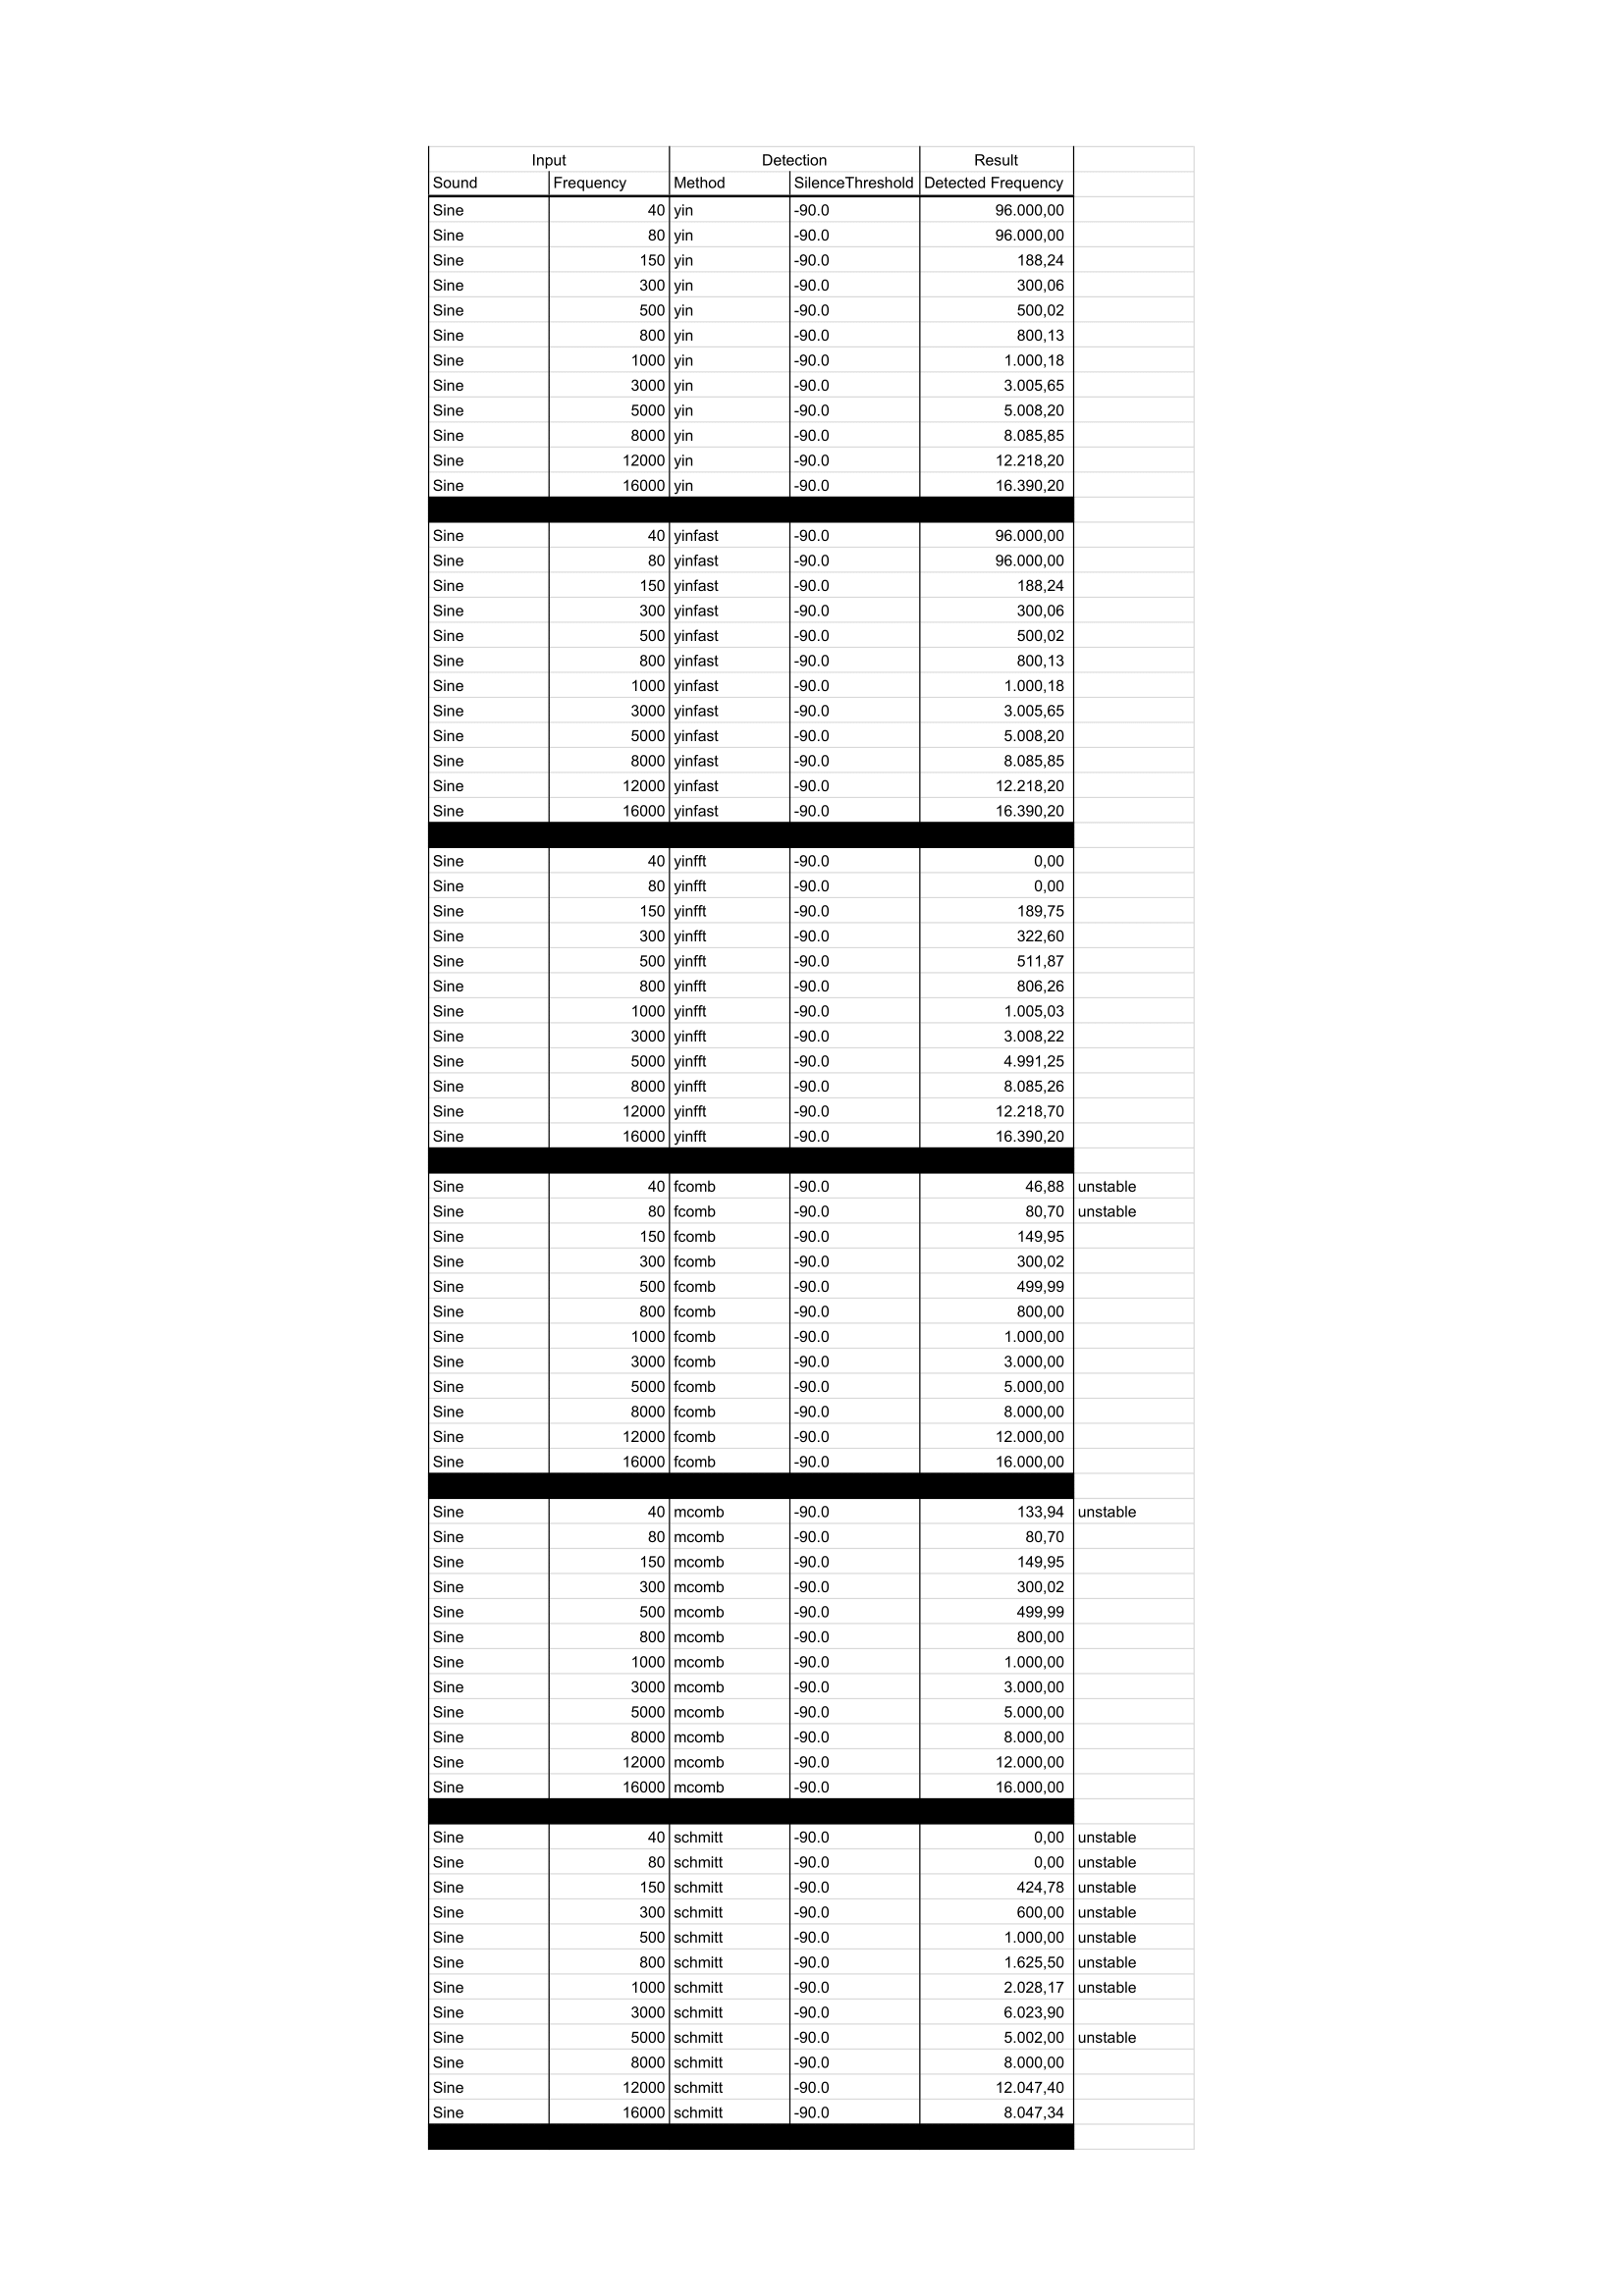 Input Detection Result
Sound Frequency Method SilenceThreshold Detected Frequency
Sine 40 yin -90.0 96.000,00
Sine 80 yin -90.0 96.000,00
Sine 150 yin -90.0 188,24
Sine 300 yin -90.0 300,06
Sine 500 yin -90.0 500,02
Sine 800 yin -90.0 800,13
Sine 1000 yin -90.0 1.000,18
Sine 3000 yin -90.0 3.005,65
Sine 5000 yin -90.0 5.008,20
Sine 8000 yin -90.0 8.085,85
Sine 12000 yin -90.0 12.218,20
Sine 16000 yin -90.0 16.390,20
Sine 40 yinfast -90.0 96.000,00
Sine 80 yinfast -90.0 96.000,00
Sine 150 yinfast -90.0 188,24
Sine 300 yinfast -90.0 300,06
Sine 500 yinfast -90.0 500,02
Sine 800 yinfast -90.0 800,13
Sine 1000 yinfast -90.0 1.000,18
Sine 3000 yinfast -90.0 3.005,65
Sine 5000 yinfast -90.0 5.008,20
Sine 8000 yinfast -90.0 8.085,85
Sine 12000 yinfast -90.0 12.218,20
Sine 16000 yinfast -90.0 16.390,20
Sine 40 yinfft -90.0 0,00
Sine 80 yinfft -90.0 0,00
Sine 150 yinfft -90.0 189,75
Sine 300 yinfft -90.0 322,60
Sine 500 yinfft -90.0 511,87
Sine 800 yinfft -90.0 806,26
Sine 1000 yinfft -90.0 1.005,03
Sine 3000 yinfft -90.0 3.008,22
Sine 5000 yinfft -90.0 4.991,25
Sine 8000 yinfft -90.0 8.085,26
Sine 12000 yinfft -90.0 12.218,70
Sine 16000 yinfft -90.0 16.390,20
Sine 40 fcomb -90.0 46,88 unstable
Sine 80 fcomb -90.0 80,70 unstable
Sine 150 fcomb -90.0 149,95
Sine 300 fcomb -90.0 300,02
Sine 500 fcomb -90.0 499,99
Sine 800 fcomb -90.0 800,00
Sine 1000 fcomb -90.0 1.000,00
Sine 3000 fcomb -90.0 3.000,00
Sine 5000 fcomb -90.0 5.000,00
Sine 8000 fcomb -90.0 8.000,00
Sine 12000 fcomb -90.0 12.000,00
Sine 16000 fcomb -90.0 16.000,00
Sine 40 mcomb -90.0 133,94 unstable
Sine 80 mcomb -90.0 80,70
Sine 150 mcomb -90.0 149,95
Sine 300 mcomb -90.0 300,02
Sine 500 mcomb -90.0 499,99
Sine 800 mcomb -90.0 800,00
Sine 1000 mcomb -90.0 1.000,00
Sine 3000 mcomb -90.0 3.000,00
Sine 5000 mcomb -90.0 5.000,00
Sine 8000 mcomb -90.0 8.000,00
Sine 12000 mcomb -90.0 12.000,00
Sine 16000 mcomb -90.0 16.000,00
Sine 40 schmitt -90.0 0,00 unstable
Sine 80 schmitt -90.0 0,00 unstable
Sine 150 schmitt -90.0 424,78 unstable
Sine 300 schmitt -90.0 600,00 unstable
Sine 500 schmitt -90.0 1.000,00 unstable
Sine 800 schmitt -90.0 1.625,50 unstable
Sine 1000 schmitt -90.0 2.028,17 unstable
Sine 3000 schmitt -90.0 6.023,90
Sine 5000 schmitt -90.0 5.002,00 unstable
Sine 8000 schmitt -90.0 8.000,00
Sine 12000 schmitt -90.0 12.047,40
Sine 16000 schmitt -90.0 8.047,34